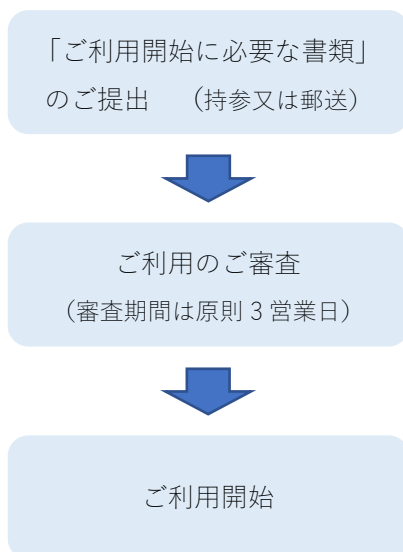 「ご利用開始に必要な書類」
のご提出　（持参又は郵送）
ご利用のご審査
（審査期間は原則 3 営業日）
ご利用開始